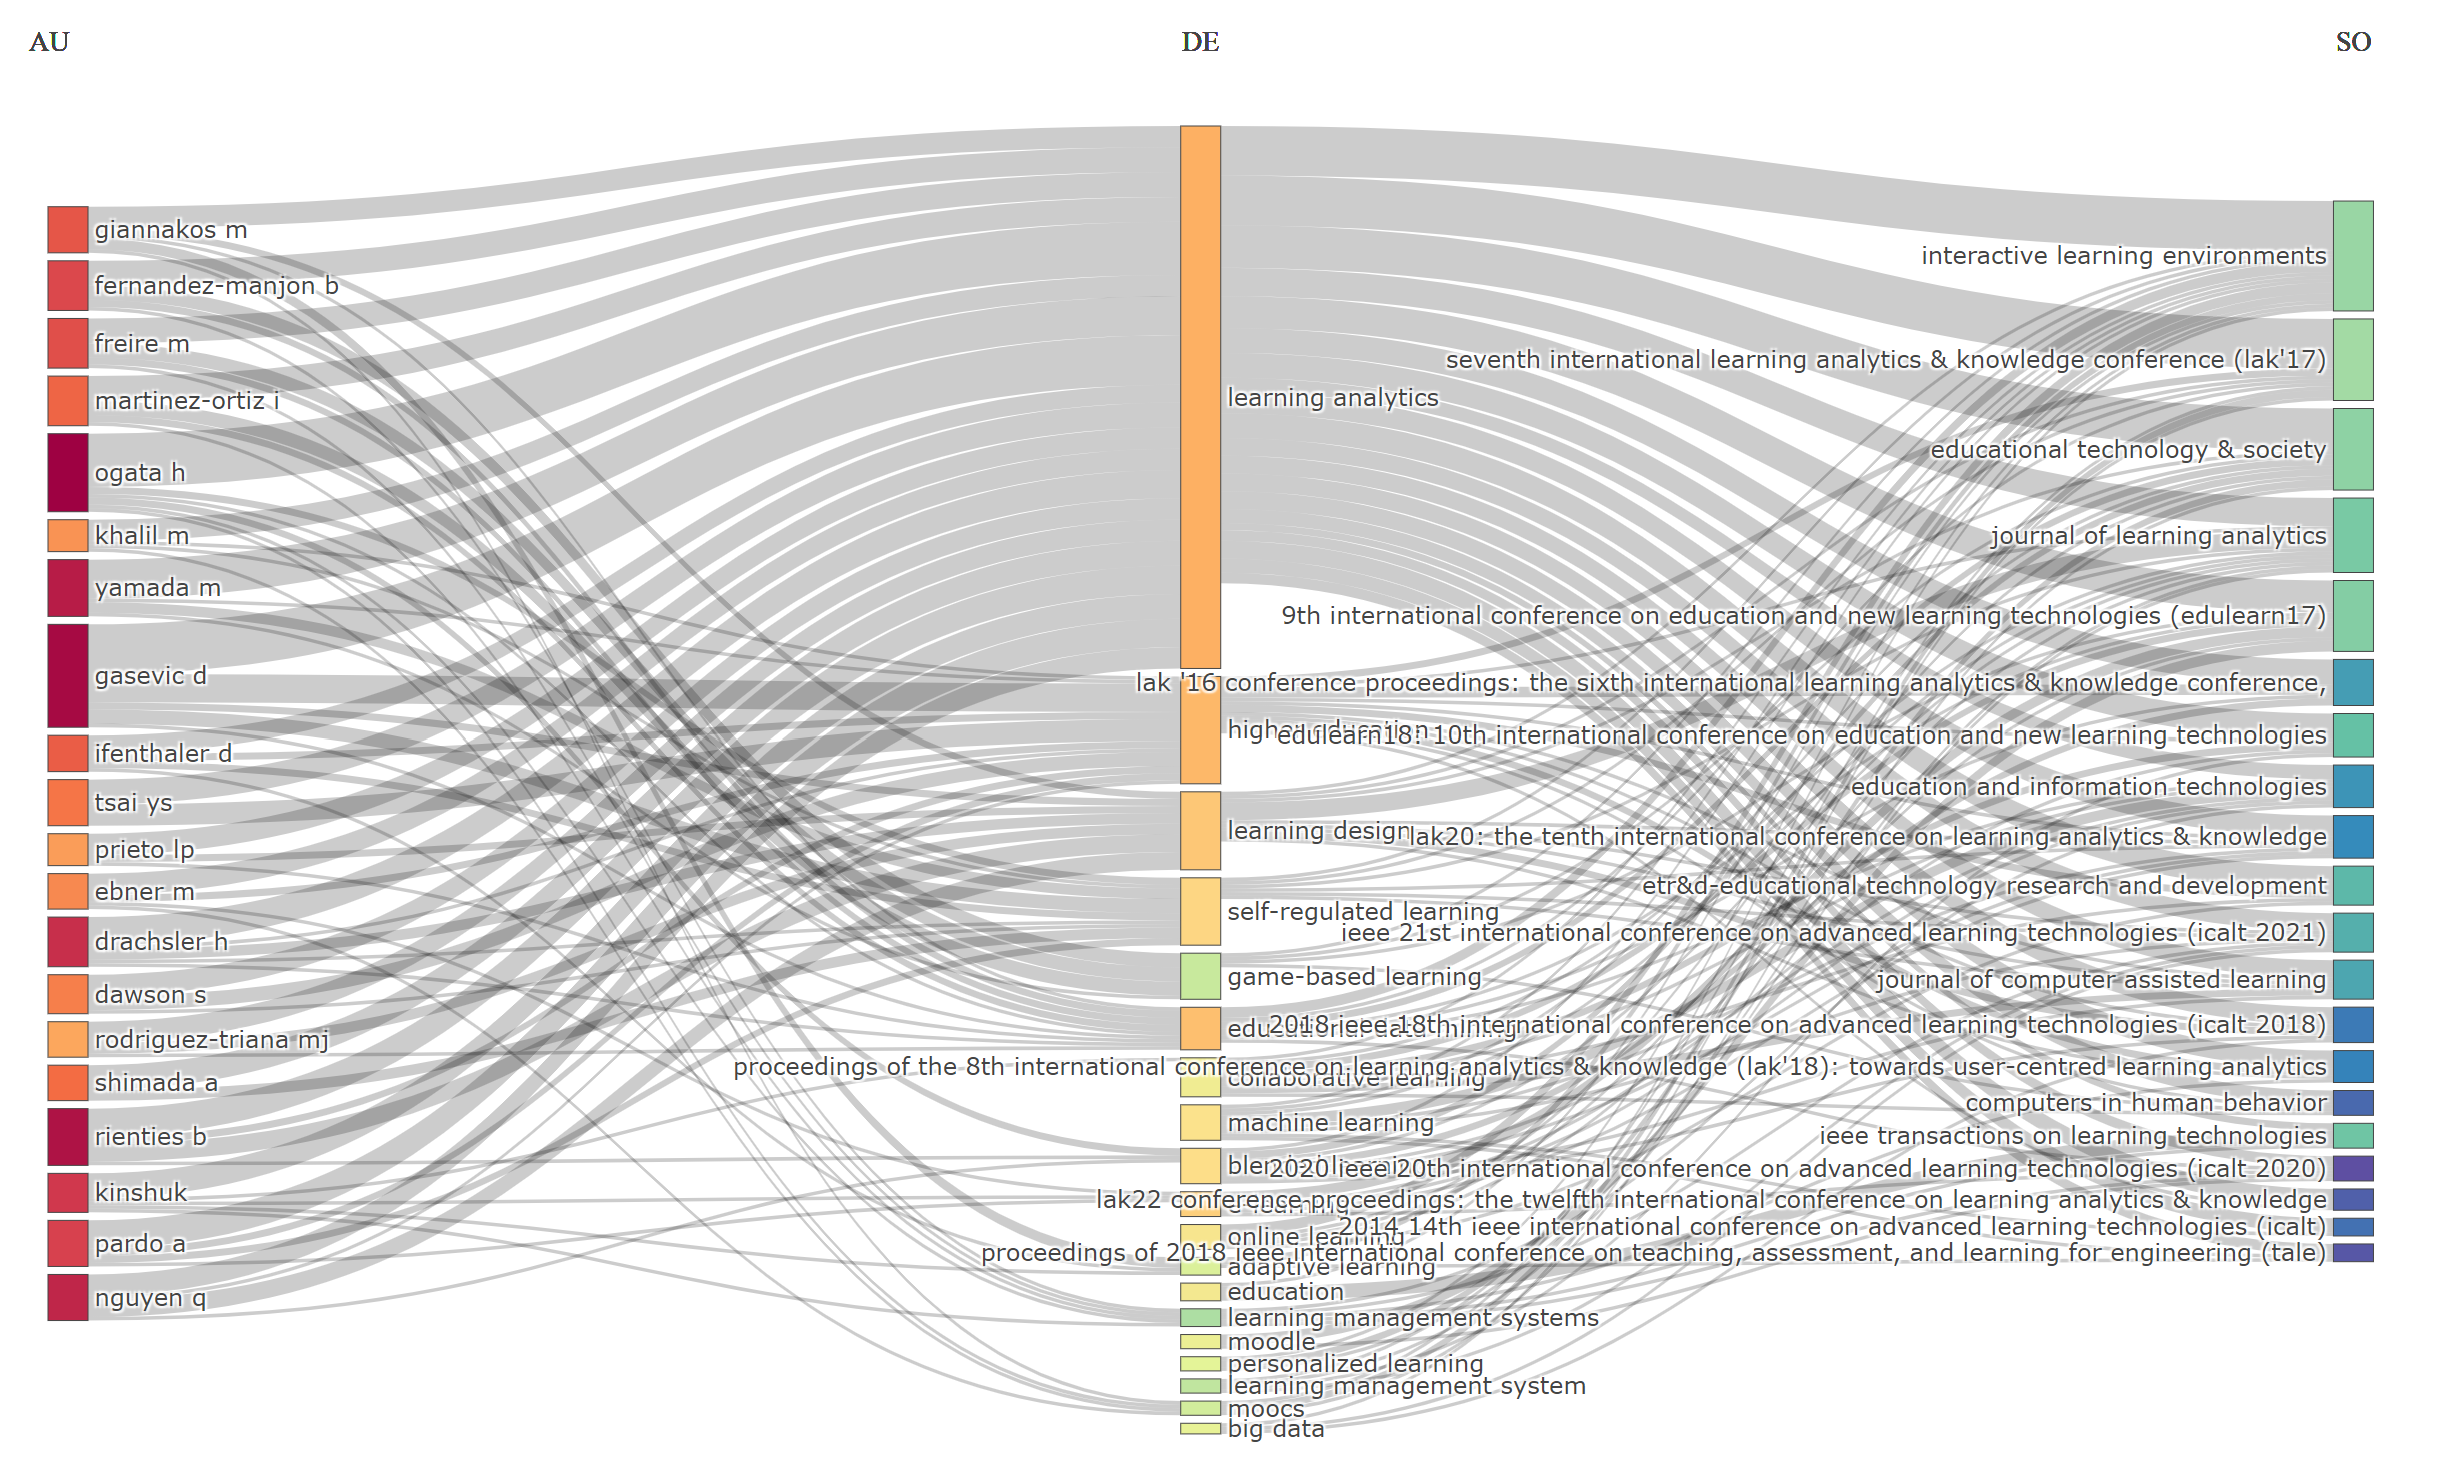 AU
DE
SO
giannakos m
fernandez-manjon b
freire m
martinez-ortiz i
ogata h
khalil m
yamada m
gasevic d
ifenthaler d
tsai ys
prieto lp
ebner m
drachsler h
dawson s
rodriguez-triana mj
shimada a
rienties b
kinshuk
pardo a
nguyen q
learning analytics
higher education
learning design
self-regulated learning
game-based learning
educational data mining
collaborative learning
machine learning
blended learning
e-learning
online learning
adaptive learning
education
learning management systems
moodle
personalized learning
learning management system
moocs
big data
interactive learning environments
seventh international learning analytics & knowledge conference (lak'17)
educational technology & society
journal of learning analytics
9th international conference on education and new learning technologies (edulearn17)
lak '16 conference proceedings: the sixth international learning analytics & knowledge conference,
edulearn18: 10th international conference on education and new learning technologies
education and information technologies
lak20: the tenth international conference on learning analytics & knowledge
etr&d-educational technology research and development
ieee 21st international conference on advanced learning technologies (icalt 2021)
journal of computer assisted learning
2018 ieee 18th international conference on advanced learning technologies (icalt 2018)
proceedings of the 8th international conference on learning analytics & knowledge (lak'18): towards user-centred learning analytics
computers in human behavior
ieee transactions on learning technologies
2020 ieee 20th international conference on advanced learning technologies (icalt 2020)
lak22 conference proceedings: the twelfth international conference on learning analytics & knowledge
2014 14th ieee international conference on advanced learning technologies (icalt)
proceedings of 2018 ieee international conference on teaching, assessment, and learning for engineering (tale)